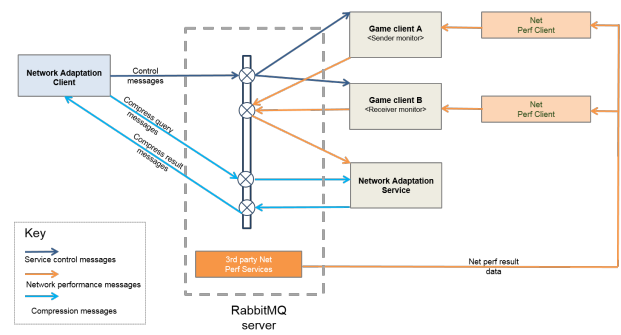 Game client A
<Sender monitor>
Net
Perf Client
Network Adaptation
Client
Control
messages
Game client B
<Receiver monitor>
Net
Perf Client
Compress query
messages
Compress result
messages
Network Adaptation
Service
Key
Service control messages
Network performance messages
Compression messages
3rd party Net
Perf Services
Net perf result
data
RabbitMQ
server